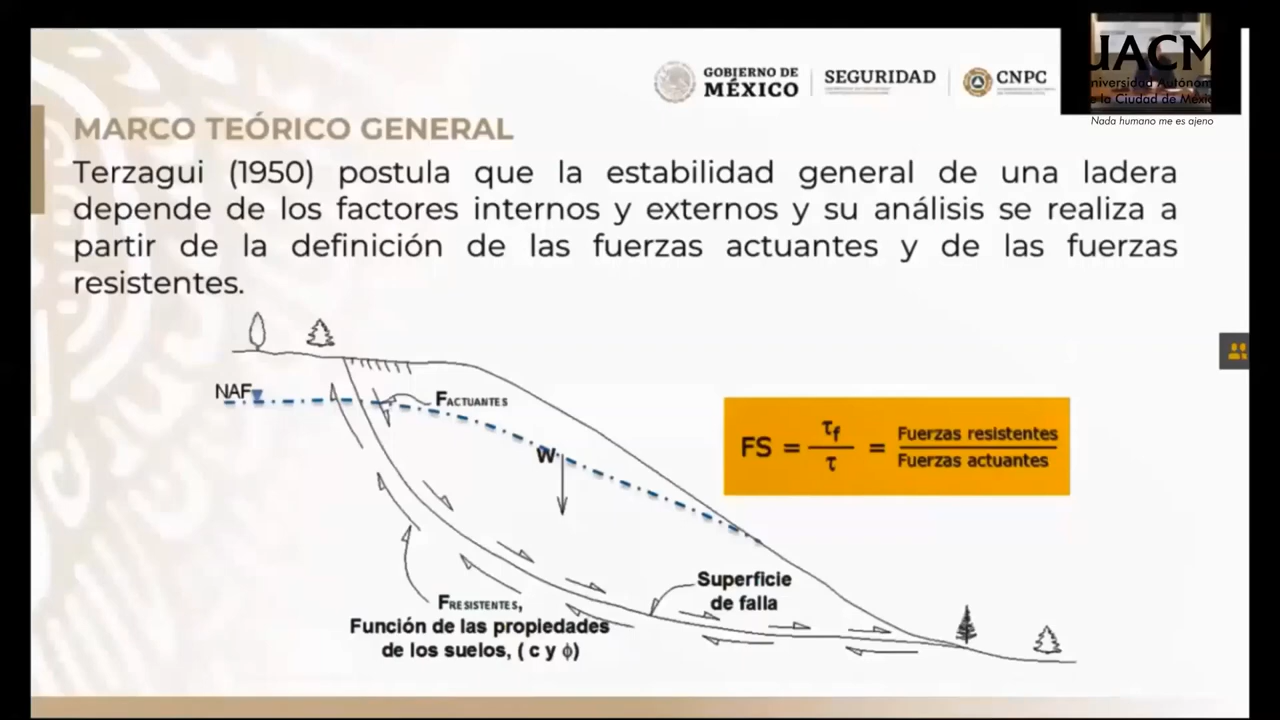 GOBIERNO DE
MÉXICO
SEGURIDAD
CNPC
UACM
Universidad Autónoma
de la Ciudad de México
Nada humano me es ajeno
MARCO TEÓRICO GENERAL
Terzagui (1950) postula que la estabilidad general de una ladera
depende de los factores internos y externos y su análisis se realiza a
partir de la definición de las fuerzas actuantes y de las fuerzas
resistentes.
NAF
FACTUANTES
W
FS = τf / τ = Fuerzas resistentes / Fuerzas actuantes
Superficie
de falla
FRESISTENTES,
Función de las propiedades
de los suelos, ( c y ϕ)